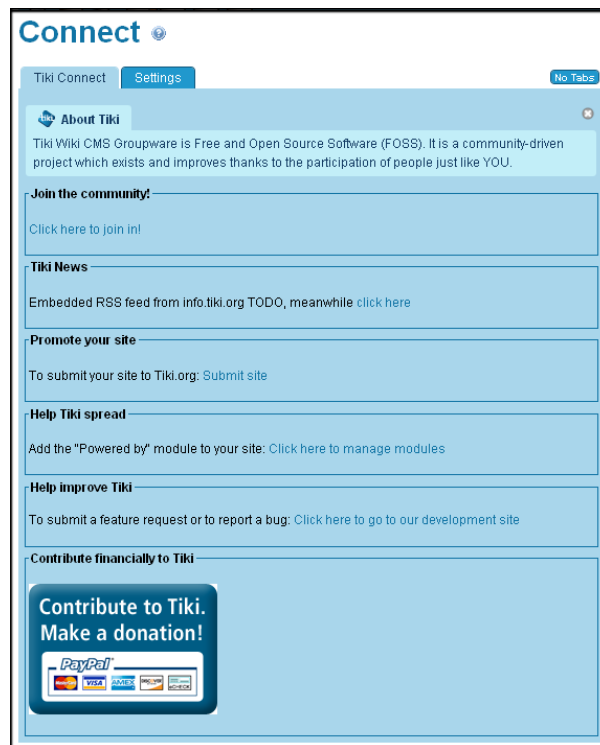 Connect
Tiki Connect
Settings
No Tabs
About Tiki
Tiki Wiki CMS Groupware is Free and Open Source Software (FOSS). It is a community-driven
project which exists and improves thanks to the participation of people just like YOU.
Join the community!
Click here to join in!
Tiki News
Embedded RSS feed from info.tiki.org TODO, meanwhile click here
Promote your site
To submit your site to Tiki.org: Submit site
Help Tiki spread
Add the "Powered by" module to your site: Click here to manage modules
Help improve Tiki
To submit a feature request or to report a bug: Click here to go to our development site
Contribute financially to Tiki
Contribute to Tiki.
Make a donation!
PayPal
VISA AMEX DISCOVER eCHECK